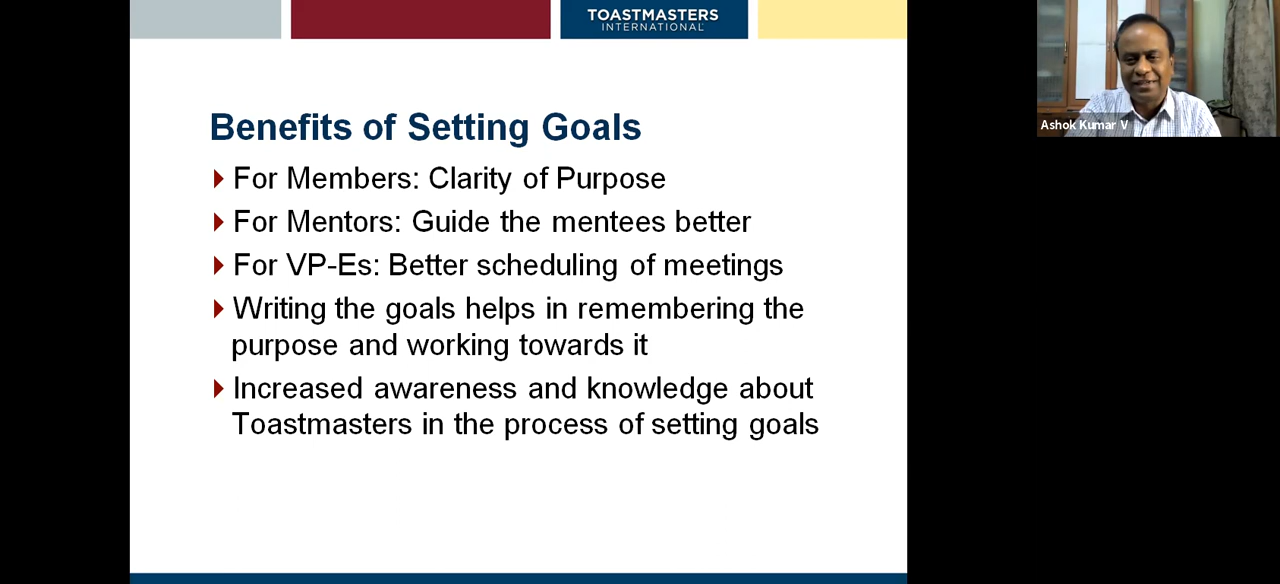 TOASTMASTERS
INTERNATIONAL
Benefits of Setting Goals
For Members: Clarity of Purpose
For Mentors: Guide the mentees better
For VP-Es: Better scheduling of meetings
Writing the goals helps in remembering the
purpose and working towards it
Increased awareness and knowledge about
Toastmasters in the process of setting goals
Ashok Kumar V